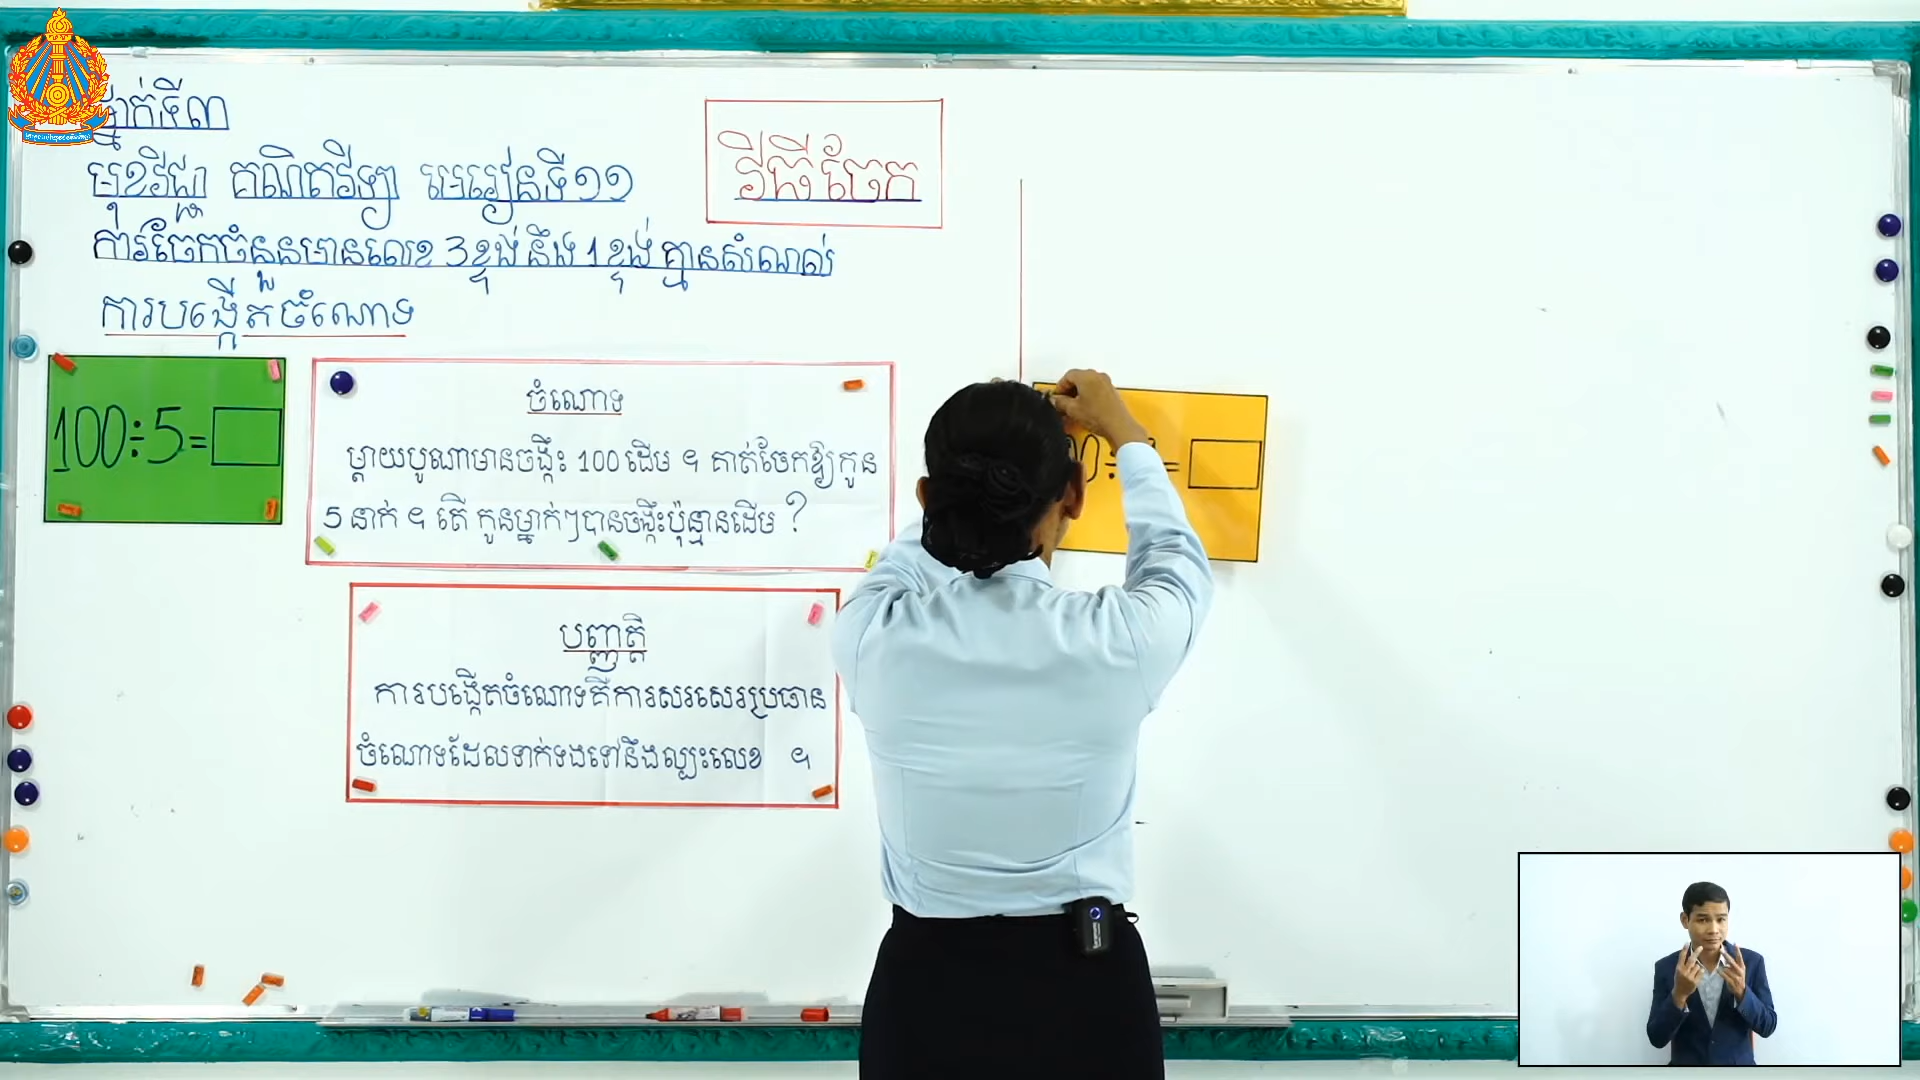 ថ្នាក់ទី៣
មុខវិជ្ជា គណិតវិទ្យា មេរៀនទី១១
វិធីចែក
ការចែកចំនួនមានលេខ 3 ខ្ទង់ នឹង 1 ខ្ទង់ គ្មានសំណល់
ការបង្កើតចំណោទ
100÷5=
ចំណោទ
ម្តាយបូណាមានចង្កឹះ 100 ដើម ។ គាត់ចែកឱ្យកូន
5 នាក់ ។ តើ កូនម្នាក់ៗបានចង្កឹះប៉ុន្មានដើម ?
បញ្ញត្តិ
ការបង្កើតចំណោទគឺការសរសេរប្រធាន
ចំណោទដែលទាក់ទងទៅនឹងល្បះលេខ ។